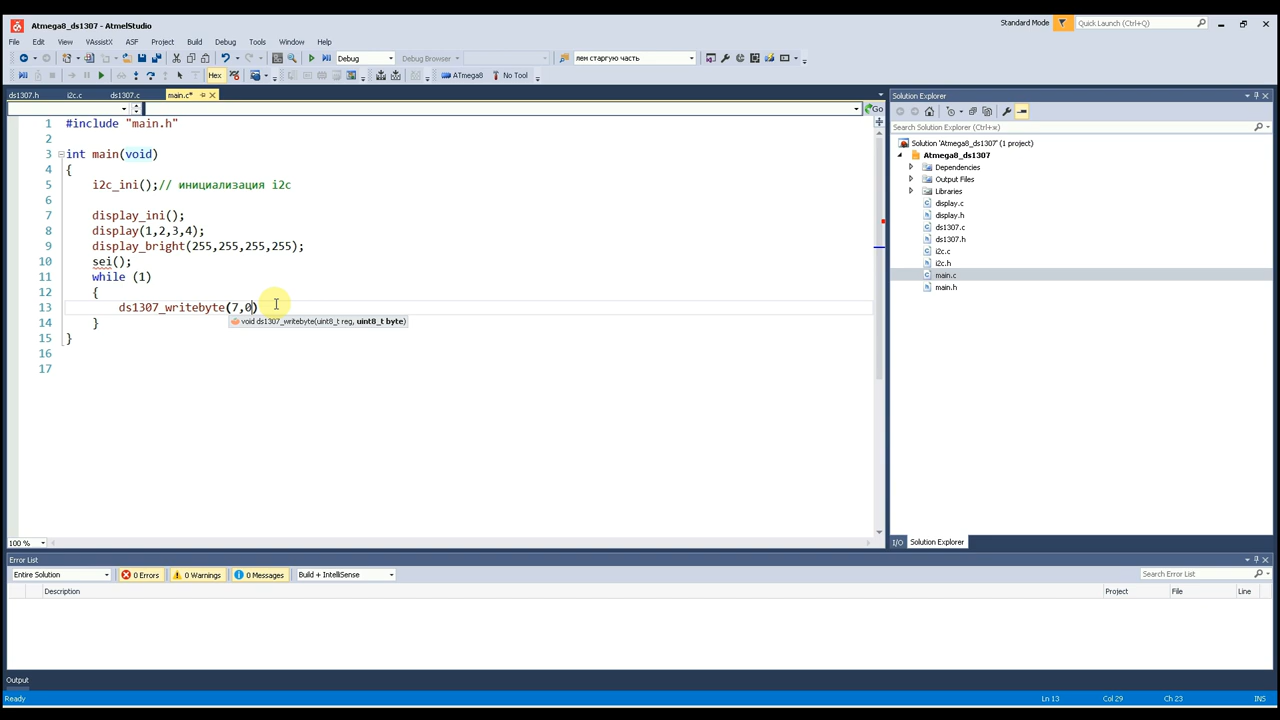 Atmega8_ds1307 - AtmelStudio
Standard Mode
Quick Launch (Ctrl+C)
File Edit View VAssistX ASF Project Build Debug Tools Window Help
Debug
Debug Browser
лем старгую часть
Hex
ATmega8
No Tool
ds1307.h i2c.c ds1307.c main.c*
Go
1 #include "main.h"
2
3 int main(void)
4 {
5 i2c_ini();// инициализация i2c
6
7 display_ini();
8 display(1,2,3,4);
9 display_bright(255,255,255,255);
10 sei();
11 while (1)
12 {
13 ds1307_writebyte(7,0)
void ds1307_writebyte(uint8_t reg, uint8_t byte)
14 }
15 }
16
17
100 %
Solution Explorer
Search Solution Explorer (Ctrl+ж)
Solution 'Atmega8_ds1307' (1 project)
Atmega8_ds1307
Dependencies
Output Files
Libraries
display.c
display.h
ds1307.c
ds1307.h
i2c.c
i2c.h
main.c
main.h
I/O Solution Explorer
Error List
Entire Solution
0 Errors
0 Warnings
0 Messages
Build + IntelliSense
Search Error List
Description Project File Line
Output
Ready
Ln 13 Col 29 Ch 23 INS